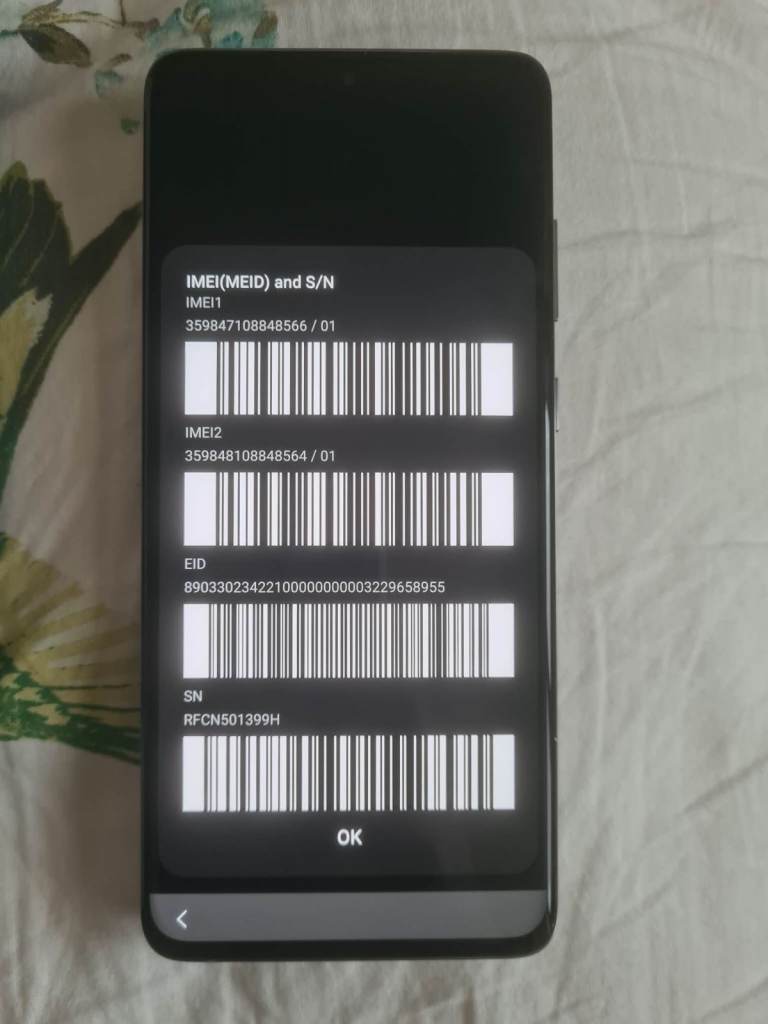 IMEI(MEID) and S/N
IMEI1
359847108848566 / 01
IMEI2
359848108848564 / 01
EID
89033023422100000000003229658955
SN
RFCN501399H
OK